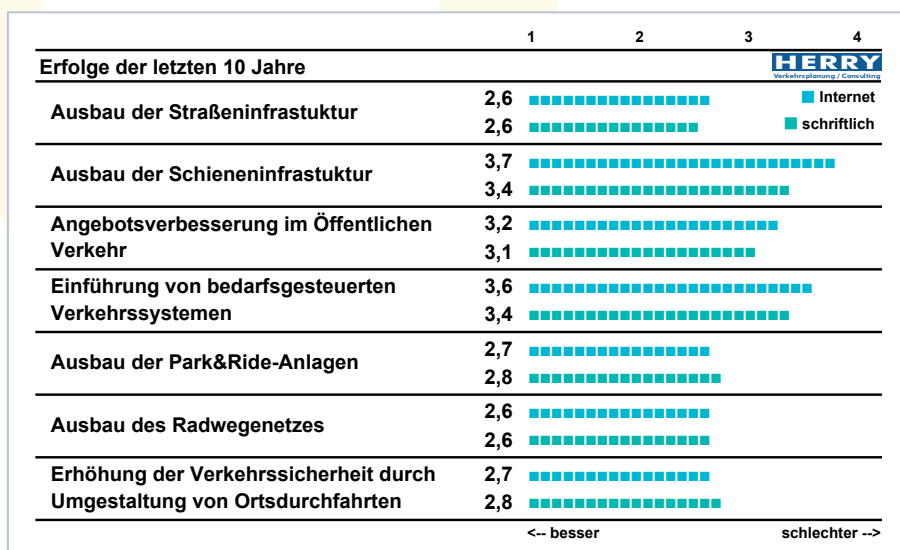 1 2 3 4
Erfolge der letzten 10 Jahre
HERRY
Verkehrsplanung / Consulting
Ausbau der Straßeninfrastuktur
2,6
2,6
Internet
schriftlich
Ausbau der Schieneninfrastuktur
3,7
3,4
Angebotsverbesserung im Öffentlichen
Verkehr
3,2
3,1
Einführung von bedarfsgesteuerten
Verkehrssystemen
3,6
3,4
Ausbau der Park&Ride-Anlagen
2,7
2,8
Ausbau des Radwegenetzes
2,6
2,6
Erhöhung der Verkehrssicherheit durch
Umgestaltung von Ortsdurchfahrten
2,7
2,8
<-- besser schlechter -->